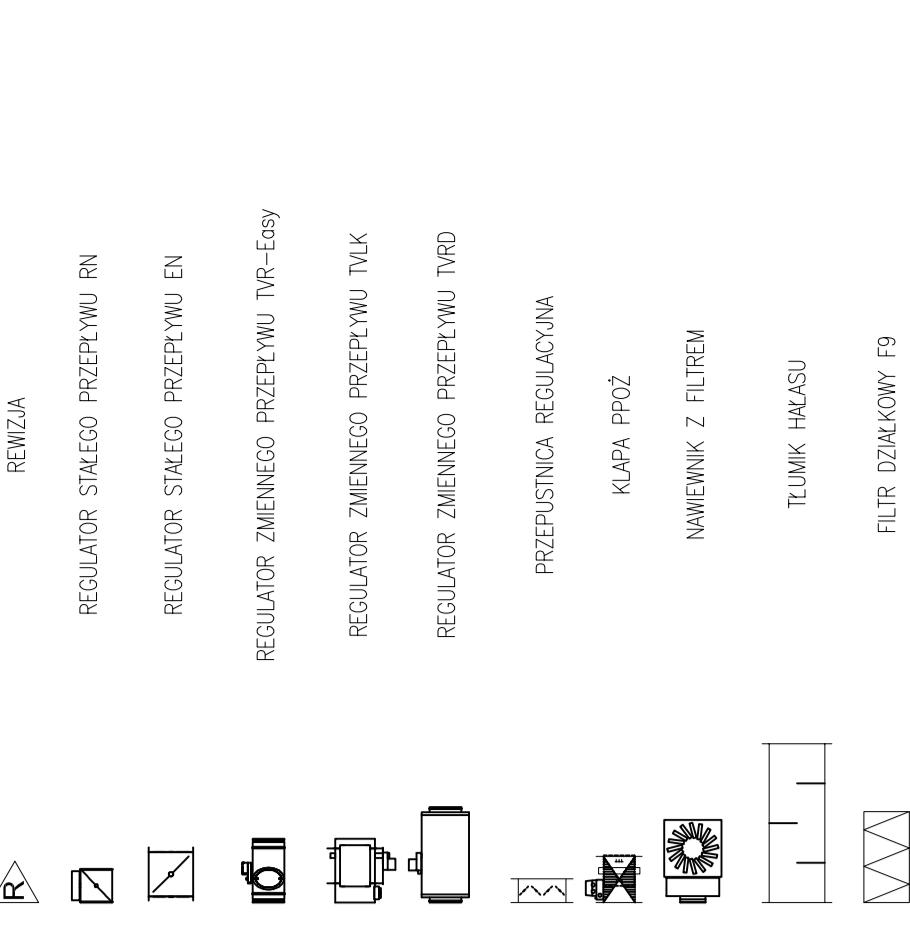 REWIZJA
REGULATOR STAŁEGO PRZEPŁYWU RN
REGULATOR STAŁEGO PRZEPŁYWU EN
REGULATOR ZMIENNEGO PRZEPŁYWU TVR-Easy
REGULATOR ZMIENNEGO PRZEPŁYWU TVLK
REGULATOR ZMIENNEGO PRZEPŁYWU TVRD
PRZEPUSTNICA REGULACYJNA
KLAPA PPOŻ
NAWIEWNIK Z FILTREM
TŁUMIK HAŁASU
FILTR DZIAŁKOWY F9
R